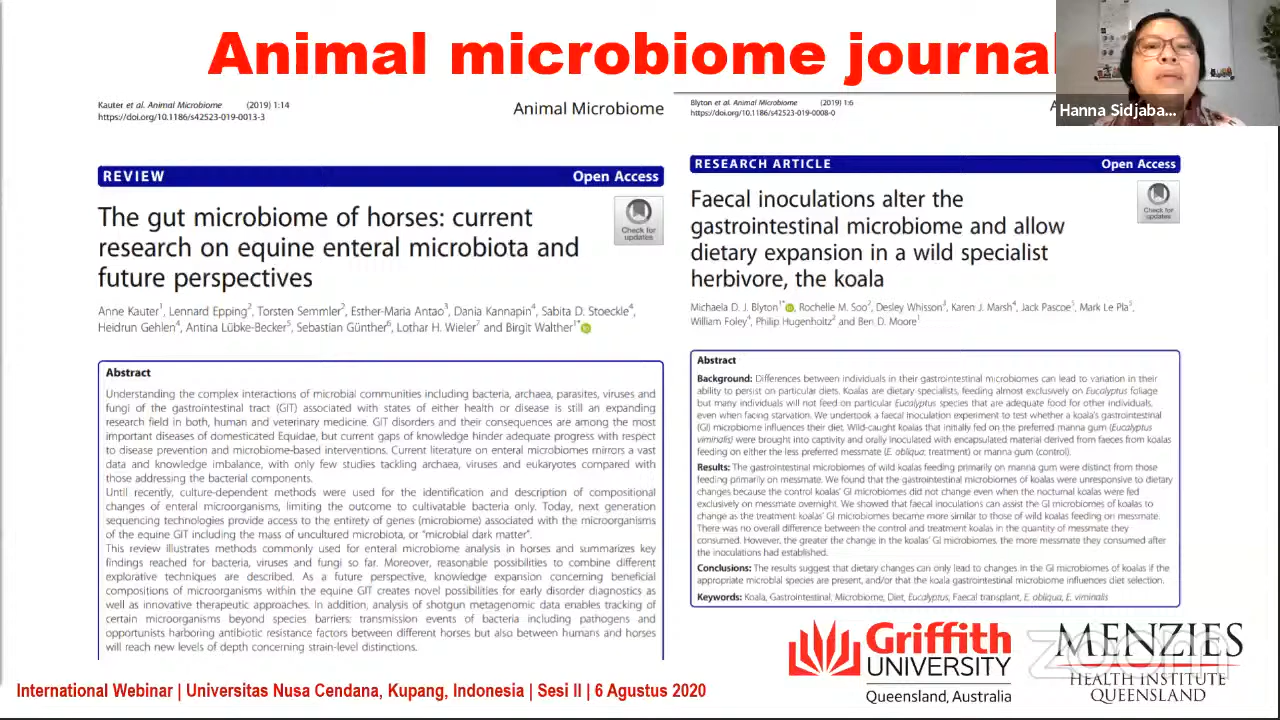 Animal microbiome journal
Hanna Sidjaba...
Kauter et al. Animal Microbiome (2019) 1:14
https://doi.org/10.1186/s42523-019-0013-3
Animal Microbiome
REVIEW Open Access
The gut microbiome of horses: current
research on equine enteral microbiota and
future perspectives
Check for
updates
Anne Kauter1, Lennard Epping2, Torsten Semmler2, Esther-Maria Antao3, Dania Kannapin4, Sabita D. Stoeckle4,
Heidrun Gehlen4, Antina Lübke-Becker5, Sebastian Günther6, Lothar H. Wieler7 and Birgit Walther1*
Abstract
Understanding the complex interactions of microbial communities including bacteria, archaea, parasites, viruses and
fungi of the gastrointestinal tract (GIT) associated with states of either health or disease is still an expanding
research field in both, human and veterinary medicine. GIT disorders and their consequences are among the most
important diseases of domesticated Equidae, but current gaps of knowledge hinder adequate progress with respect
to disease prevention and microbiome-based interventions. Current literature on enteral microbiomes mirrors a vast
data and knowledge imbalance, with only few studies tackling archaea, viruses and eukaryotes compared with
those addressing the bacterial components.
Until recently, culture-dependent methods were used for the identification and description of compositional
changes of enteral microorganisms, limiting the outcome to cultivatable bacteria only. Today, next generation
sequencing technologies provide access to the entirety of genes (microbiome) associated with the microorganisms
of the equine GIT including the mass of uncultured microbiota, or “microbial dark matter”.
This review illustrates methods commonly used for enteral microbiome analysis in horses and summarizes key
findings reached for bacteria, viruses and fungi so far. Moreover, reasonable possibilities to combine different
explorative techniques are described. As a future perspective, knowledge expansion concerning beneficial
compositions of microorganisms within the equine GIT creates novel possibilities for early disorder diagnostics as
well as innovative therapeutic approaches. In addition, analysis of shotgun metagenomic data enables tracking of
certain microorganisms beyond species barriers: transmission events of bacteria including pathogens and
opportunists harboring antibiotic resistance factors between different horses but also between humans and horses
will reach new levels of depth concerning strain-level distinctions.
Blyton et al. Animal Microbiome (2019) 1:6
https://doi.org/10.1186/s42523-019-0008-0
RESEARCH ARTICLE Open Access
Faecal inoculations alter the
gastrointestinal microbiome and allow
dietary expansion in a wild specialist
herbivore, the koala
Check for
updates
Michaela D. J. Blyton1*, Rochelle M. Soo2, Desley Whisson3, Karen J. Marsh4, Jack Pascoe5, Mark Le Pla5,
William Foley4, Philip Hugenholtz2 and Ben D. Moore1
Abstract
Background: Differences between individuals in their gastrointestinal microbiomes can lead to variation in their
ability to persist on particular diets. Koalas are dietary specialists, feeding almost exclusively on Eucalyptus foliage
but many individuals will not feed on particular Eucalyptus species that are adequate food for other individuals,
even when facing starvation. We undertook a faecal inoculation experiment to test whether a koala's gastrointestinal
(GI) microbiome influences their diet. Wild-caught koalas that initially fed on the preferred manna gum (Eucalyptus
viminalis) were brought into captivity and orally inoculated with encapsulated material derived from faeces from koalas
feeding on either the less preferred messmate (E. obliqua; treatment) or manna gum (control).
Results: The gastrointestinal microbiomes of wild koalas feeding primarily on manna gum were distinct from those
feeding primarily on messmate. We found that the gastrointestinal microbiomes of koalas were unresponsive to dietary
changes because the control koalas' GI microbiomes did not change even when the nocturnal koalas were fed
exclusively on messmate overnight. We showed that faecal inoculations can assist the GI microbiomes of koalas to
change as the treatment koalas' GI microbiomes became more similar to those of wild koalas feeding on messmate.
There was no overall difference between the control and treatment koalas in the quantity of messmate they
consumed. However, the greater the change in the koalas' GI microbiomes, the more messmate they consumed after
the inoculations had established.
Conclusions: The results suggest that dietary changes can only lead to changes in the GI microbiomes of koalas if the
appropriate microbial species are present, and/or that the koala gastrointestinal microbiome influences diet selection.
Keywords: Koala, Gastrointestinal, Microbiome, Diet, Eucalyptus, Faecal transplant, E. obliqua, E. viminalis
Griffith
UNIVERSITY
Queensland, Australia
MENZIES
HEALTH INSTITUTE
QUEENSLAND
zoom
International Webinar | Universitas Nusa Cendana, Kupang, Indonesia | Sesi II | 6 Agustus 2020